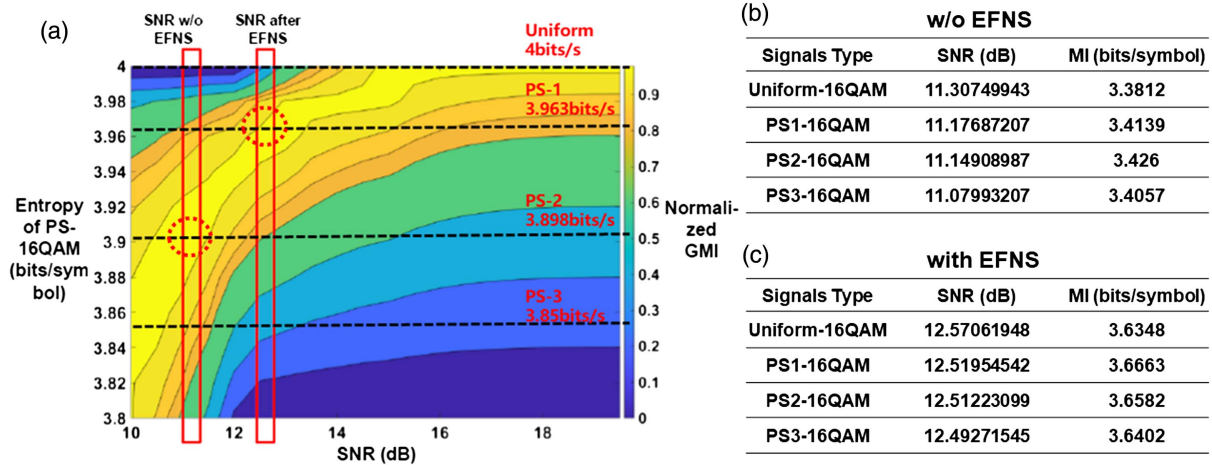 (a)
SNR w/o
EFNS
SNR after
EFNS
Uniform
4bits/s
PS-1
3.963bits/s
PS-2
3.898bits/s
PS-3
3.85bits/s
Entropy
of PS-
16QAM
(bits/sym
bol)
4
3.98
3.96
3.94
3.92
3.9
3.88
3.86
3.84
3.82
3.8
10 12 14 16 18
SNR (dB)
0.9
0.8
0.7
0.6
0.5
0.4
0.3
0.2
0.1
0
Normali-
zed
GMI
(b)
w/o EFNS
Signals Type SNR (dB) MI (bits/symbol)
Uniform-16QAM 11.30749943 3.3812
PS1-16QAM 11.17687207 3.4139
PS2-16QAM 11.14908987 3.426
PS3-16QAM 11.07993207 3.4057
(c)
with EFNS
Signals Type SNR (dB) MI (bits/symbol)
Uniform-16QAM 12.57061948 3.6348
PS1-16QAM 12.51954542 3.6663
PS2-16QAM 12.51223099 3.6582
PS3-16QAM 12.49271545 3.6402